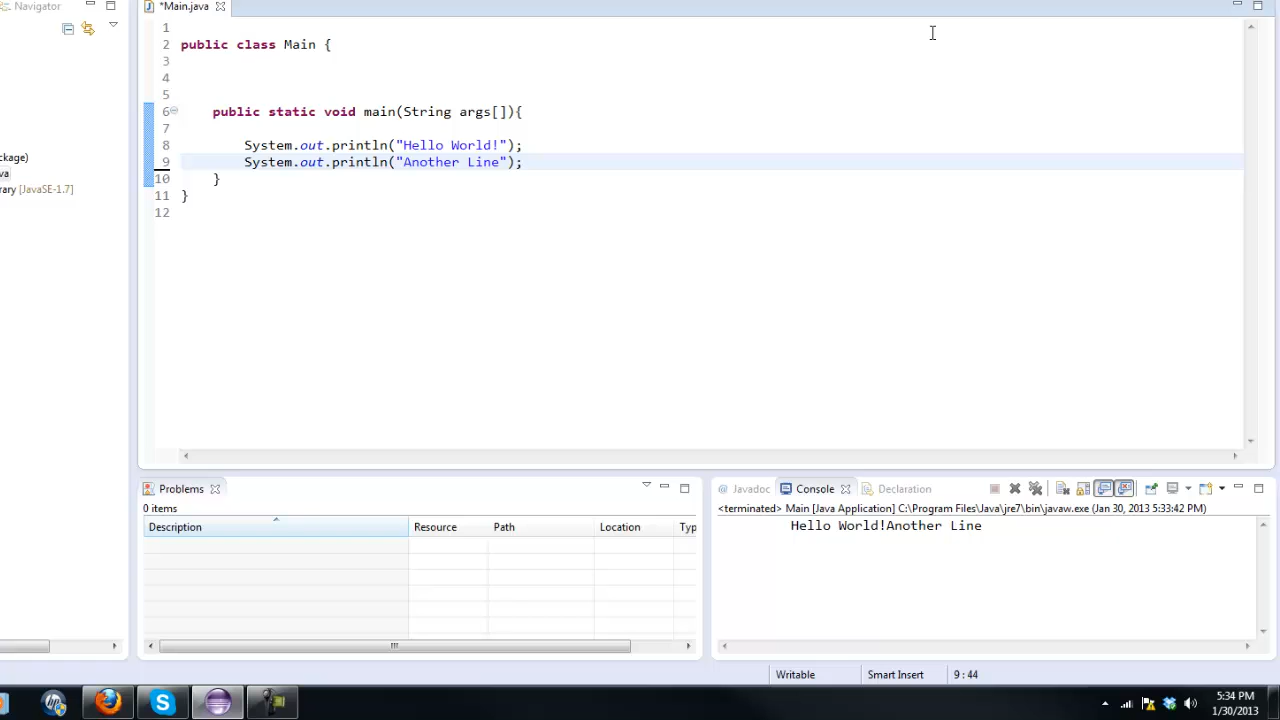 Navigator
*Main.java
1
2 public class Main {
3
4
5
6 public static void main(String args[]){
7
8 System.out.println("Hello World!");
9 System.out.println("Another Line");
10 }
11 }
12
ckage)
va
rary [JavaSE-1.7]
Problems
0 items
Description Resource Path Location Typ
@ Javadoc Console Declaration
<terminated> Main [Java Application] C:\Program Files\Java\jre7\bin\javaw.exe (Jan 30, 2013 5:33:42 PM)
Hello World!Another Line
Writable Smart Insert 9 : 44
5:34 PM
1/30/2013